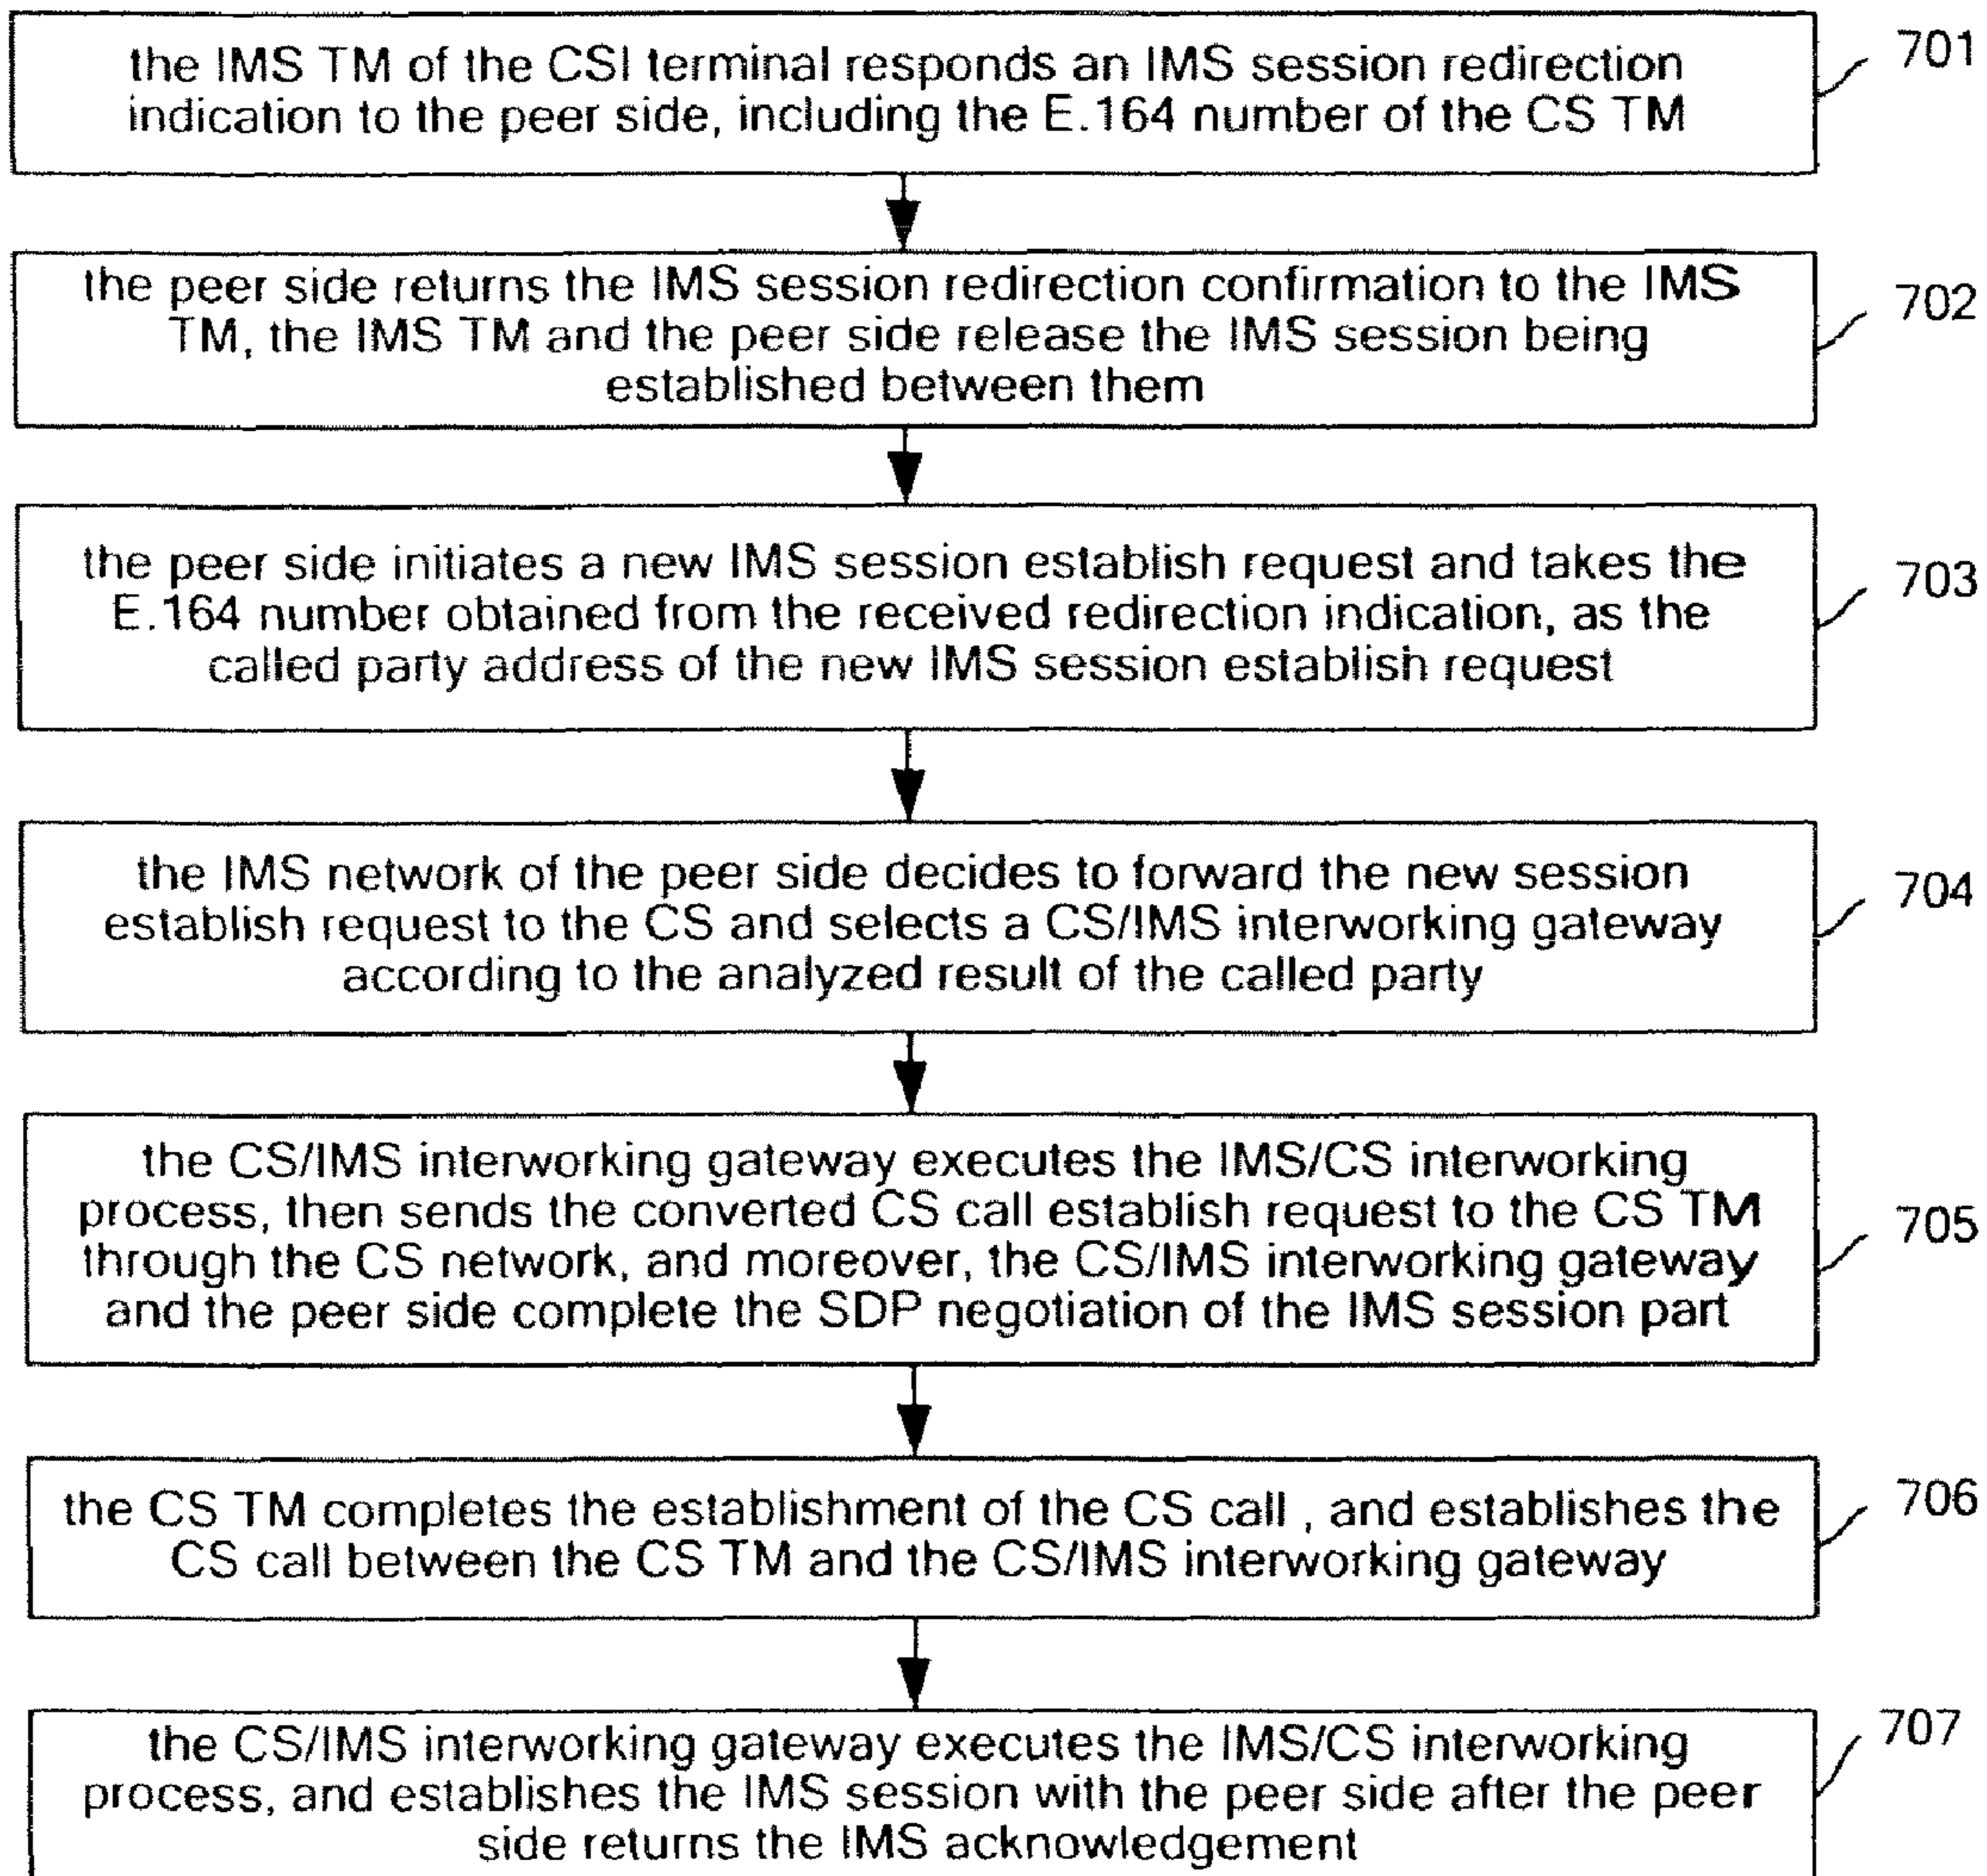 the IMS TM of the CSI terminal responds an IMS session redirection
indication to the peer side, including the E.164 number of the CS TM
701
the peer side returns the IMS session redirection confirmation to the IMS
TM, the IMS TM and the peer side release the IMS session being
established between them
702
the peer side initiates a new IMS session establish request and takes the
E.164 number obtained from the received redirection indication, as the
called party address of the new IMS session establish request
703
the IMS network of the peer side decides to forward the new session
establish request to the CS and selects a CS/IMS interworking gateway
according to the analyzed result of the called party
704
the CS/IMS interworking gateway executes the IMS/CS interworking
process, then sends the converted CS call establish request to the CS TM
through the CS network, and moreover, the CS/IMS interworking gateway
and the peer side complete the SDP negotiation of the IMS session part
705
the CS TM completes the establishment of the CS call , and establishes the
CS call between the CS TM and the CS/IMS interworking gateway
706
the CS/IMS interworking gateway executes the IMS/CS interworking
process, and establishes the IMS session with the peer side after the peer
side returns the IMS acknowledgement
707